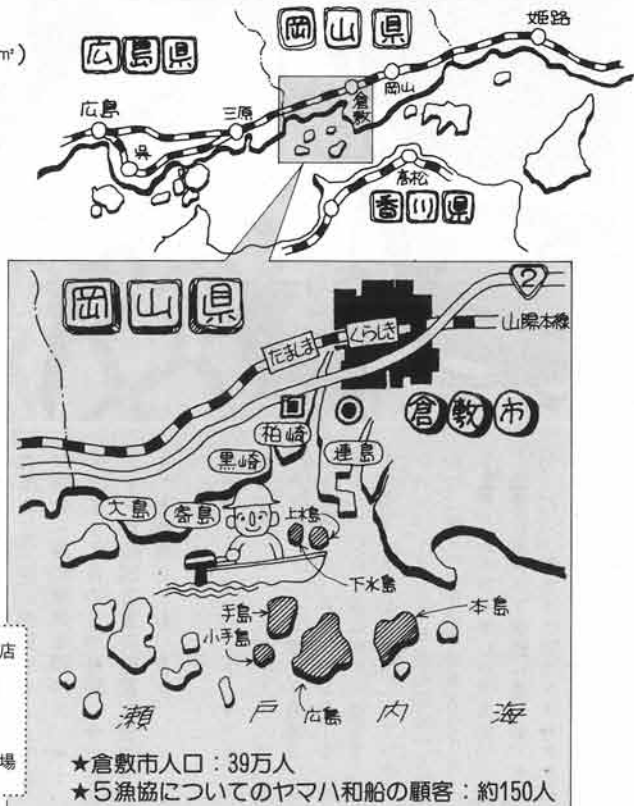 ㎡)
広島県
岡山県
姫路
広島
呉
三原
倉敷
岡山
高松
香川県
岡山県
2
たましま
くらしき
山陽本線
倉敷市
柏崎
連島
黒崎
大島
寄島
上水島
下水島
手島
小手島
広島
本島
瀬戸内海
店
場
★倉敷市人口:39万人
★5漁協についてのヤマハ和船の顧客:約150人